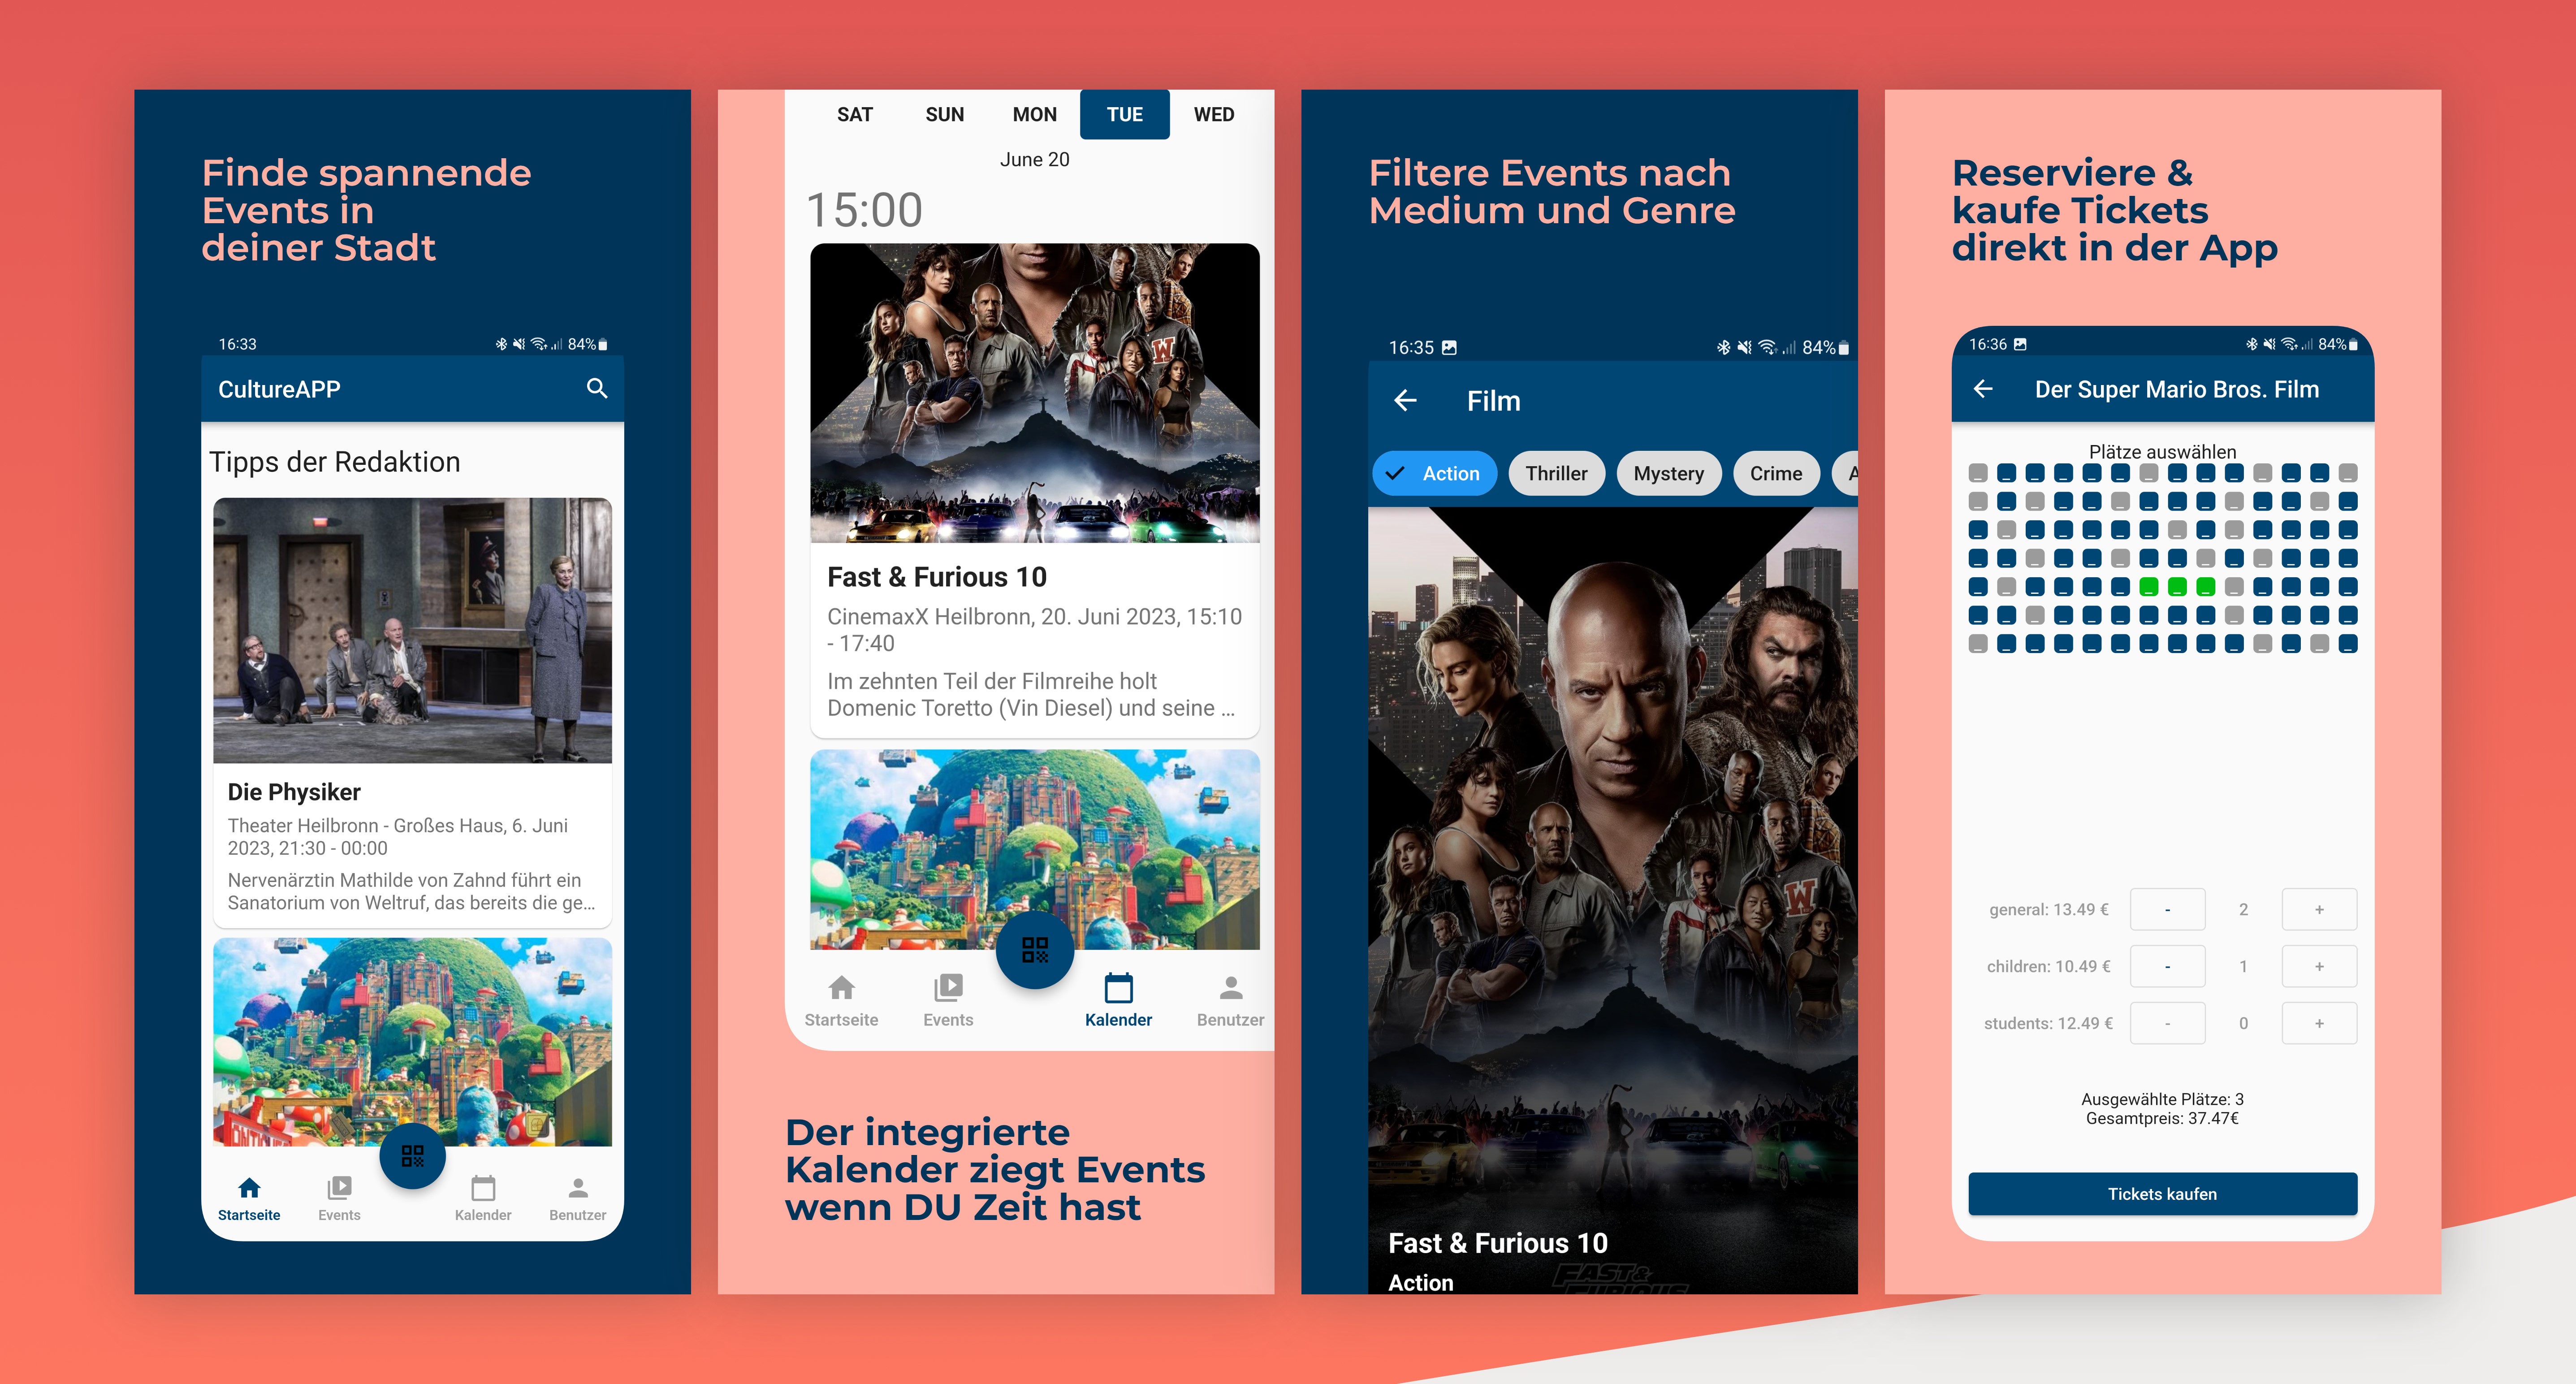 Finde spannende
Events in
deiner Stadt
16:33
84%
CultureAPP
Tipps der Redaktion
Die Physiker
Theater Heilbronn - Großes Haus, 6. Juni
2023, 21:30 - 00:00
Nervenärztin Mathilde von Zahnd führt ein
Sanatorium von Weltruf, das bereits die ge...
Startseite
Events
Kalender
Benutzer
SAT SUN MON TUE WED
June 20
15:00
W
Fast & Furious 10
CinemaxX Heilbronn, 20. Juni 2023, 15:10
- 17:40
Im zehnten Teil der Filmreihe holt
Domenic Toretto (Vin Diesel) und seine ...
Startseite
Events
Kalender
Benutzer
Der integrierte
Kalender ziegt Events
wenn DU Zeit hast
Filtere Events nach
Medium und Genre
16:35
84%
Film
Action Thriller Mystery Crime A
W
Fast & Furious 10
Action
FAST &
FURIOUS
Reserviere &
kaufe Tickets
direkt in der App
16:36
84%
Der Super Mario Bros. Film
Plätze auswählen
general: 13.49 € - 2 +
children: 10.49 € - 1 +
students: 12.49 € - 0 +
Ausgewählte Plätze: 3
Gesamtpreis: 37.47€
Tickets kaufen